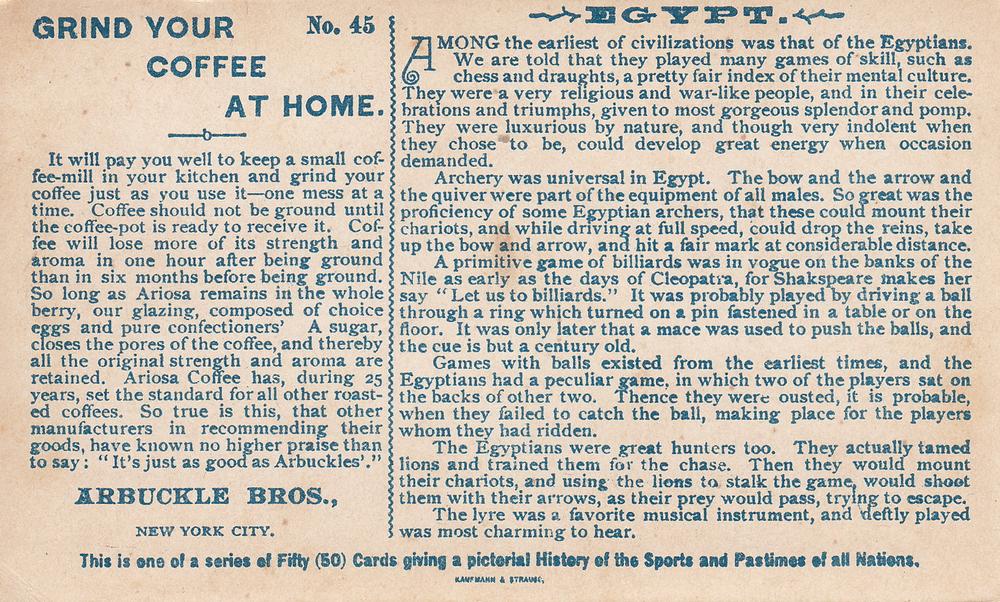 GRIND YOUR No. 45
COFFEE
AT HOME.
It will pay you well to keep a small cof-
fee-mill in your kitchen and grind your
coffee just as you use it—one mess at a
time. Coffee should not be ground until
the coffee-pot is ready to receive it. Cof-
fee will lose more of its strength and
aroma in one hour after being ground
than in six months before being ground.
So long as Ariosa remains in the whole
berry, our glazing, composed of choice
eggs and pure confectioners' A sugar,
closes the pores of the coffee, and thereby
all the original strength and aroma are
retained. Ariosa Coffee has, during 25
years, set the standard for all other roast-
ed coffees. So true is this, that other
manufacturers in recommending their
goods, have known no higher praise than
to say: "It's just as good as Arbuckles'."
ARBUCKLE BROS.,
NEW YORK CITY.
EGYPT.
AMONG the earliest of civilizations was that of the Egyptians.
We are told that they played many games of skill, such as
chess and draughts, a pretty fair index of their mental culture.
They were a very religious and war-like people, and in their cele-
brations and triumphs, given to most gorgeous splendor and pomp.
They were luxurious by nature, and though very indolent when
they chose to be, could develop great energy when occasion
demanded.
Archery was universal in Egypt. The bow and the arrow and
the quiver were part of the equipment of all males. So great was the
proficiency of some Egyptian archers, that these could mount their
chariots, and while driving at full speed, could drop the reins, take
up the bow and arrow, and hit a fair mark at considerable distance.
A primitive game of billiards was in vogue on the banks of the
Nile as early as the days of Cleopatra, for Shakspeare makes her
say "Let us to billiards." It was probably played by driving a ball
through a ring which turned on a pin fastened in a table or on the
floor. It was only later that a mace was used to push the balls, and
the cue is but a century old.
Games with balls existed from the earliest times, and the
Egyptians had a peculiar game, in which two of the players sat on
the backs of other two. Thence they were ousted, it is probable,
when they failed to catch the ball, making place for the players
whom they had ridden.
The Egyptians were great hunters too. They actually tamed
lions and trained them for the chase. Then they would mount
their chariots, and using the lions to stalk the game, would shoot
them with their arrows, as their prey would pass, trying to escape.
The lyre was a favorite musical instrument, and deftly played
was most charming to hear.
This is one of a series of Fifty (50) Cards giving a pictorial History of the Sports and Pastimes of all Nations.
KAUFMANN & STRAUSS,